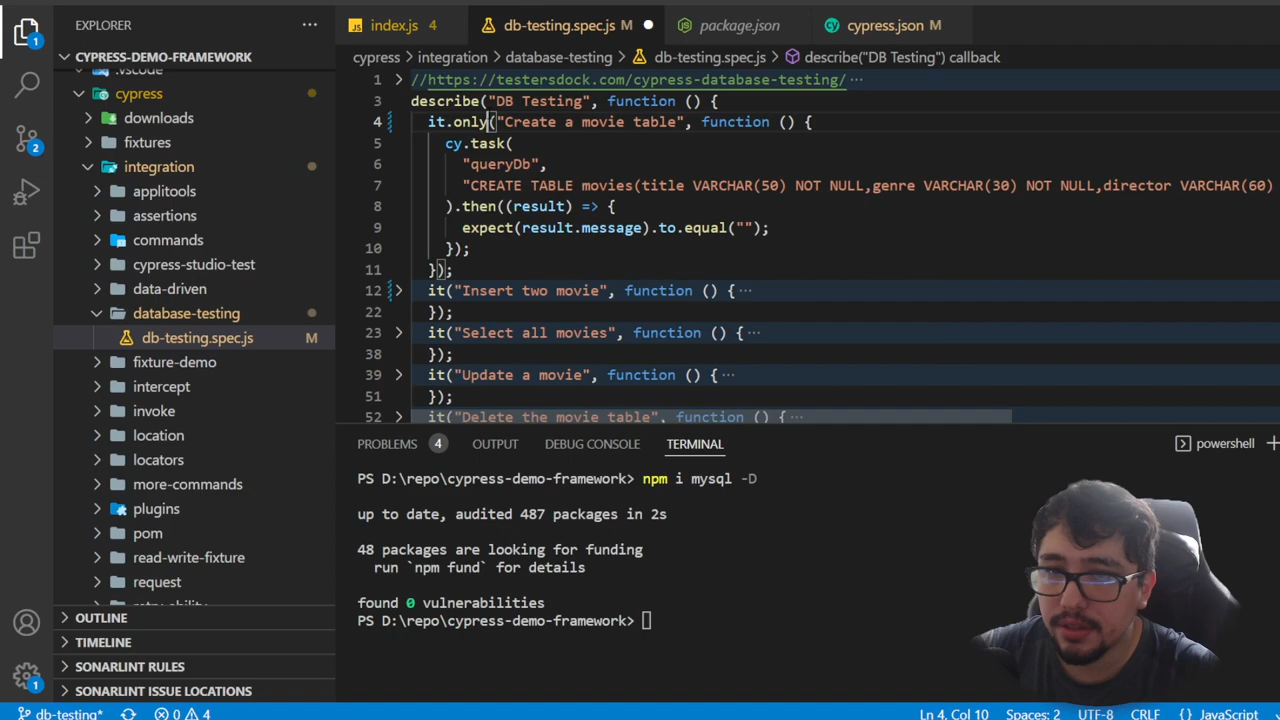 EXPLORER
index.js 4
db-testing.spec.js M
package.json
cypress.json M
CYPRESS-DEMO-FRAMEWORK
cypress > integration > database-testing > db-testing.spec.js > describe("DB Testing") callback
.vscode
cypress
downloads
fixtures
integration
applitools
assertions
commands
cypress-studio-test
data-driven
database-testing
db-testing.spec.js M
fixture-demo
intercept
invoke
location
locators
more-commands
plugins
pom
read-write-fixture
request
retry-ability
OUTLINE
TIMELINE
SONARLINT RULES
SONARLINT ISSUE LOCATIONS
1
2
1
1 //https://testersdock.com/cypress-database-testing/ ...
3 describe("DB Testing", function () {
4 it.only("Create a movie table", function () {
5 cy.task(
6 "queryDb",
7 "CREATE TABLE movies(title VARCHAR(50) NOT NULL,genre VARCHAR(30) NOT NULL,director VARCHAR(60)
8 ).then((result) => {
9 expect(result.message).to.equal("");
10 });
11 });
12 it("Insert two movie", function () { ...
22 });
23 it("Select all movies", function () { ...
38 });
39 it("Update a movie", function () { ...
51 });
52 it("Delete the movie table", function () { ...
PROBLEMS 4 OUTPUT DEBUG CONSOLE TERMINAL powershell
PS D:\repo\cypress-demo-framework> npm i mysql -D
up to date, audited 487 packages in 2s
48 packages are looking for funding
run `npm fund` for details
found 0 vulnerabilities
PS D:\repo\cypress-demo-framework>
db-testing* 0 4 Ln 4, Col 10 Spaces: 2 UTF-8 CRLF {} JavaScript